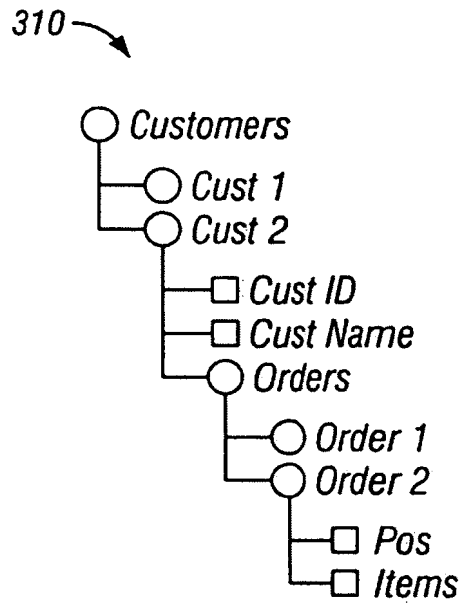 310
Customers
Cust 1
Cust 2
Cust ID
Cust Name
Orders
Order 1
Order 2
Pos
Items